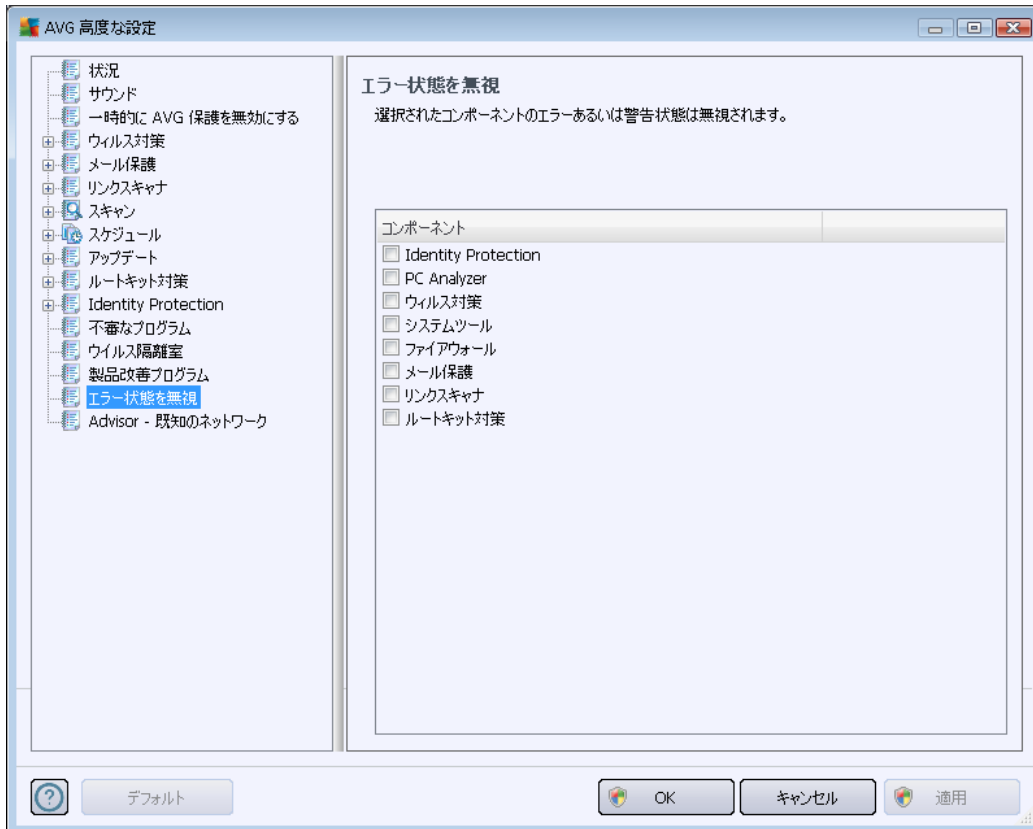 AVG 高度な設定
状況
サウンド
一時的に AVG 保護を無効にする
ウィルス対策
メール保護
リンクスキャナ
スキャン
スケジュール
アップデート
ルートキット対策
Identity Protection
不審なプログラム
ウイルス隔離室
製品改善プログラム
エラー状態を無視
Advisor - 既知のネットワーク
エラー状態を無視
選択されたコンポーネントのエラーあるいは警告状態は無視されます。
コンポーネント
Identity Protection
PC Analyzer
ウィルス対策
システムツール
ファイアウォール
メール保護
リンクスキャナ
ルートキット対策
デフォルト
OK
キャンセル
適用